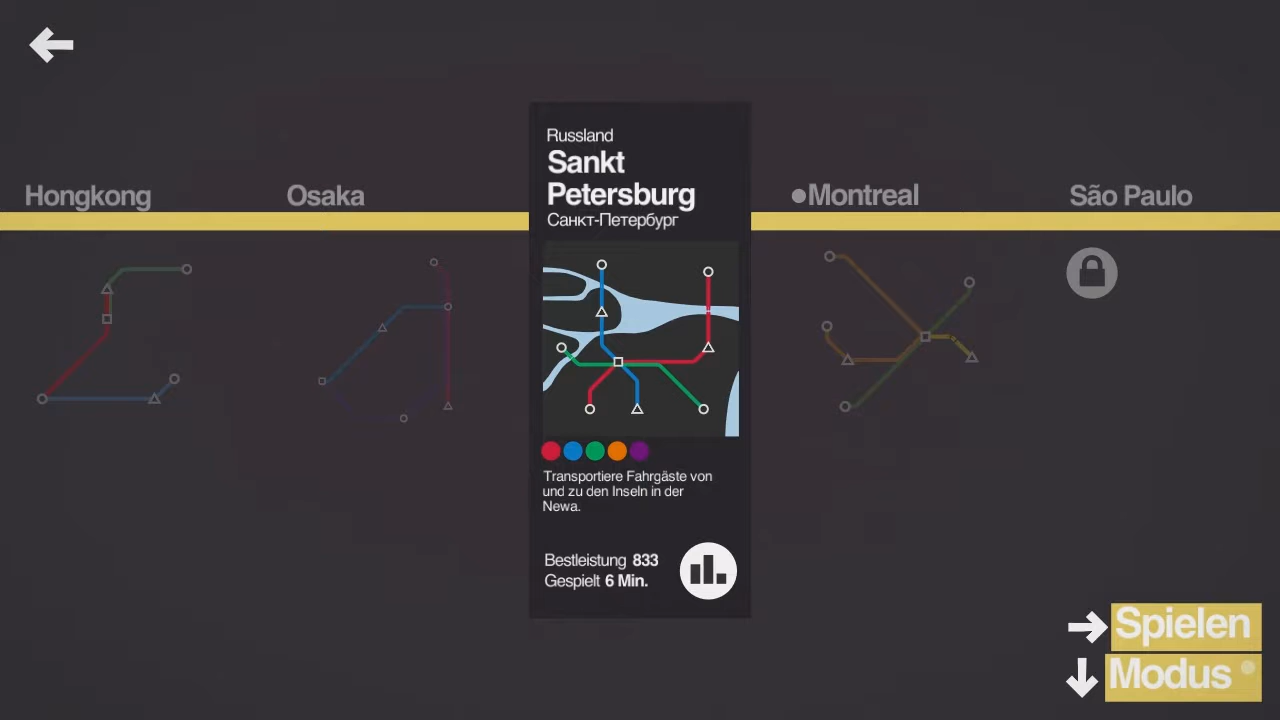 Hongkong
Osaka
Russland
Sankt
Petersburg
Санкт-Петербург
Montreal
São Paulo
Transportiere Fahrgäste von
und zu den Inseln in der
Newa.
Bestleistung 833
Gespielt 6 Min.
Spielen
Modus